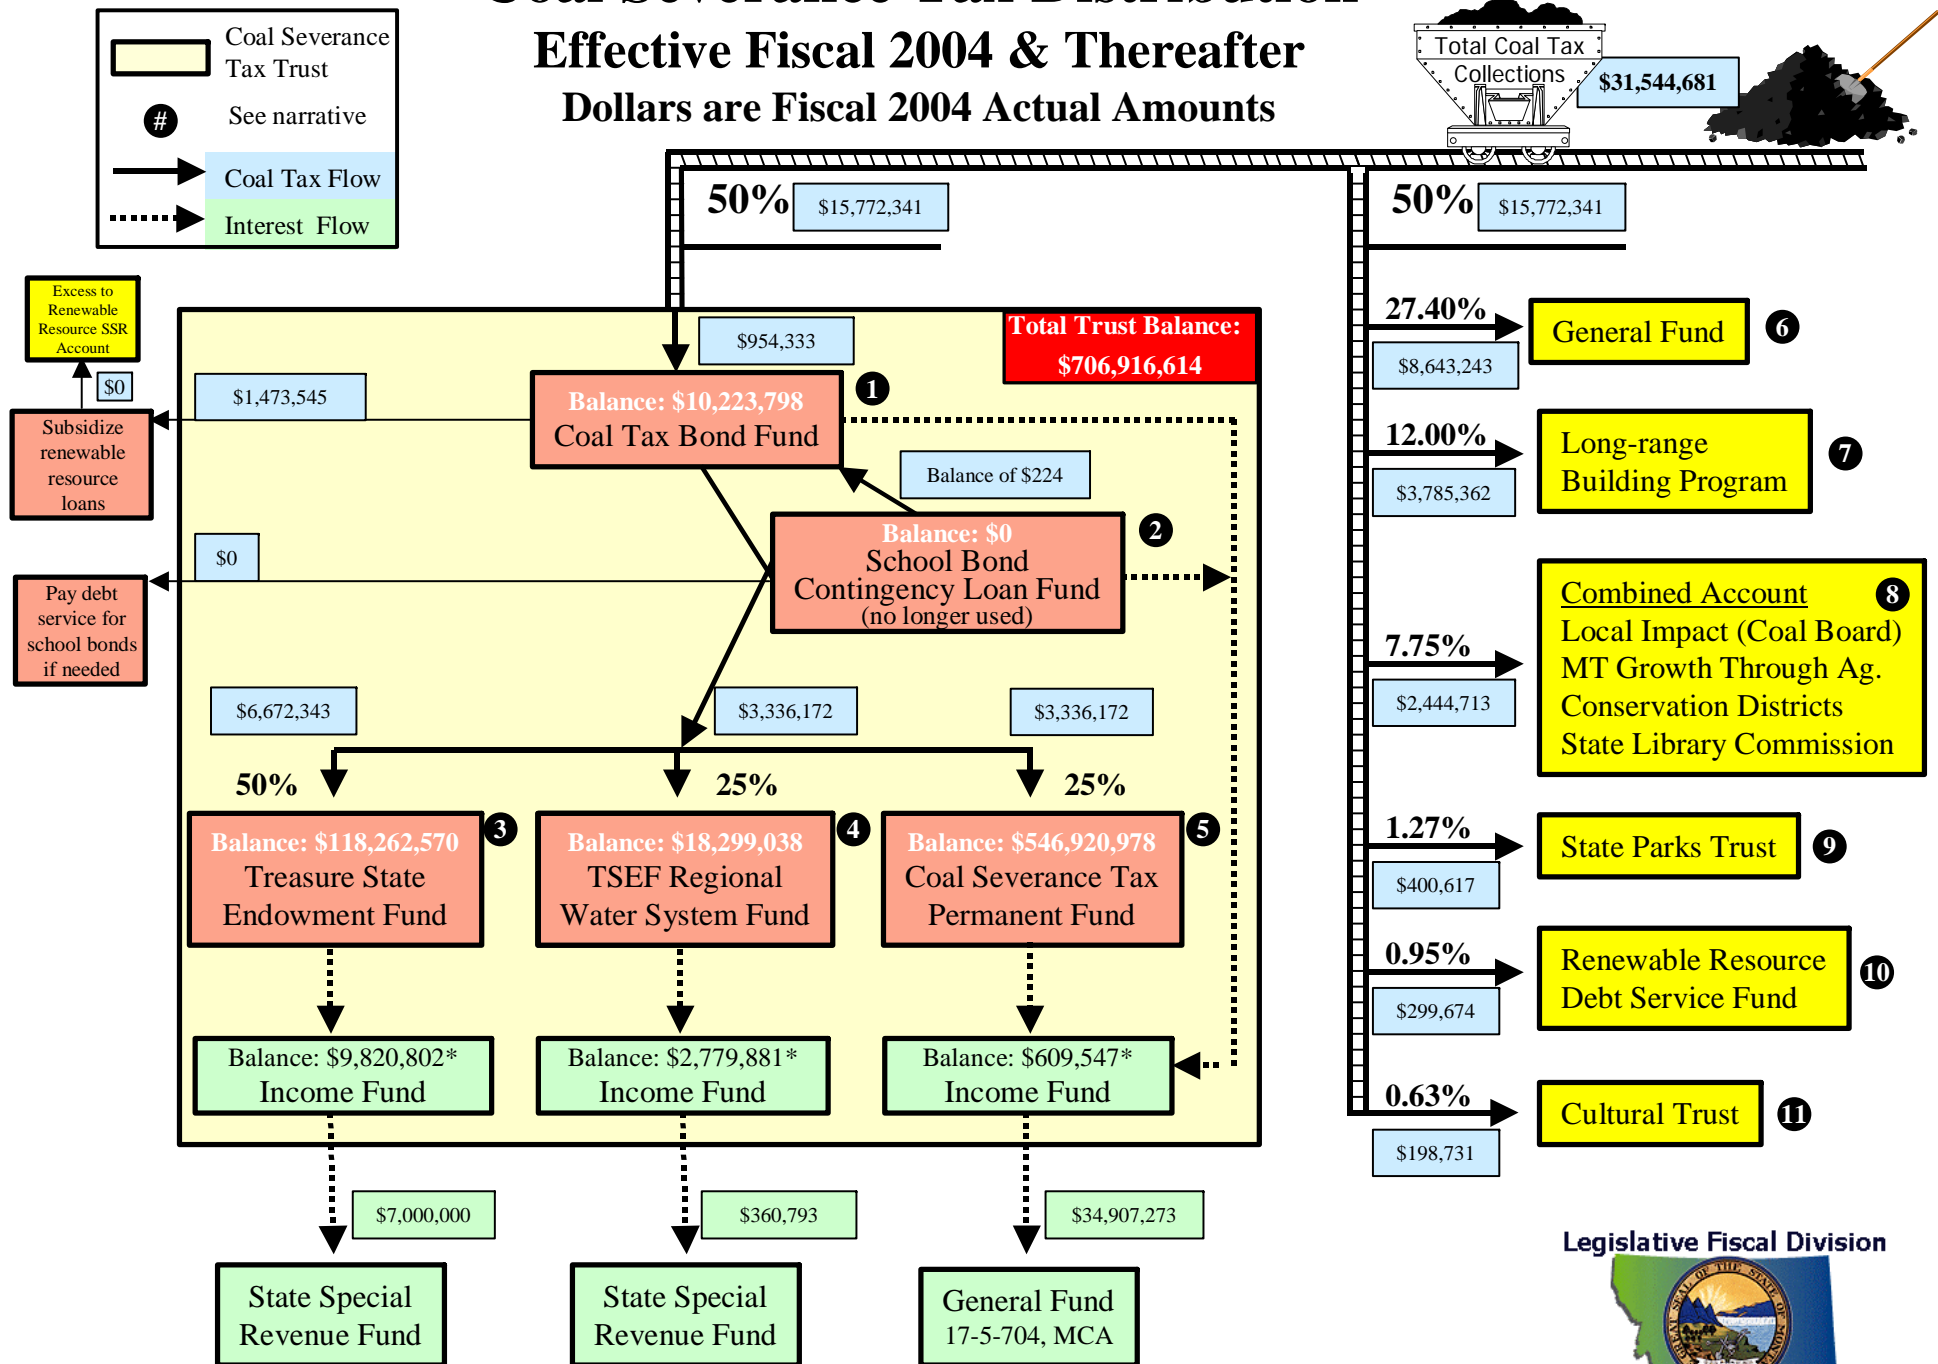 Coal Severance Tax Distribution
Effective Fiscal 2004 & Thereafter
Dollars are Fiscal 2004 Actual Amounts
Coal Severance
Tax Trust
#
See narrative
Coal Tax Flow
Interest Flow
Total Coal Tax
Collections
$31,544,681
50%
$15,772,341
50%
$15,772,341
Excess to
Renewable
Resource SSR
Account
$0
Subsidize
renewable
resource
loans
$1,473,545
$954,333
Total Trust Balance:
$706,916,614
1
Balance: $10,223,798
Coal Tax Bond Fund
Balance of $224
2
Balance: $0
School Bond
Contingency Loan Fund
(no longer used)
$0
Pay debt
service for
school bonds
if needed
$6,672,343
$3,336,172
$3,336,172
50%
25%
25%
3
Balance: $118,262,570
Treasure State
Endowment Fund
4
Balance: $18,299,038
TSEF Regional
Water System Fund
5
Balance: $546,920,978
Coal Severance Tax
Permanent Fund
Balance: $9,820,802*
Income Fund
Balance: $2,779,881*
Income Fund
Balance: $609,547*
Income Fund
$7,000,000
$360,793
$34,907,273
State Special
Revenue Fund
State Special
Revenue Fund
General Fund
17-5-704, MCA
27.40%
$8,643,243
General Fund
6
12.00%
$3,785,362
Long-range
Building Program
7
7.75%
$2,444,713
Combined Account
8
Local Impact (Coal Board)
MT Growth Through Ag.
Conservation Districts
State Library Commission
1.27%
$400,617
State Parks Trust
9
0.95%
$299,674
Renewable Resource
Debt Service Fund
10
0.63%
$198,731
Cultural Trust
11
Legislative Fiscal Division